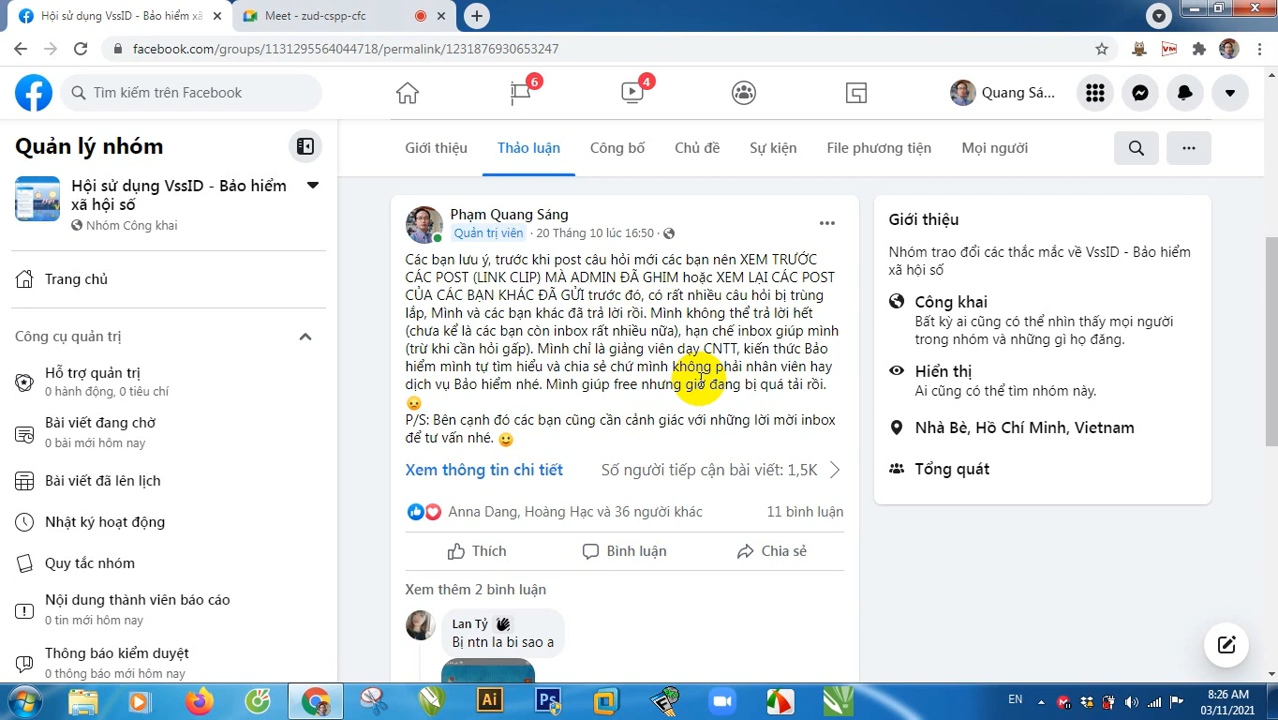 Hội sử dụng VssID - Bảo hiểm xã
Meet - zud-cspp-cfc
facebook.com/groups/1131295564044718/permalink/1231876930653247
Tìm kiếm trên Facebook
6
4
Quang Sá...
Quản lý nhóm
Hội sử dụng VssID - Bảo hiểm
xã hội số
Nhóm Công khai
Trang chủ
Công cụ quản trị
Hỗ trợ quản trị
0 hành động, 0 tiêu chí
Bài viết đang chờ
0 bài mới hôm nay
Bài viết đã lên lịch
Nhật ký hoạt động
Quy tắc nhóm
Nội dung thành viên báo cáo
0 tin mới hôm nay
Thông báo kiểm duyệt
0 thông báo mới hôm nay
Giới thiệu
Thảo luận
Công bố
Chủ đề
Sự kiện
File phương tiện
Mọi người
Phạm Quang Sáng
Quản trị viên · 20 Tháng 10 lúc 16:50 ·
Các bạn lưu ý, trước khi post câu hỏi mới các bạn nên XEM TRƯỚC
CÁC POST (LINK CLIP) MÀ ADMIN ĐÃ GHIM hoặc XEM LẠI CÁC POST
CỦA CÁC BẠN KHÁC ĐÃ GỬI trước đó, có rất nhiều câu hỏi bị trùng
lắp, Mình và các bạn khác đã trả lời rồi. Mình không thể trả lời hết
(chưa kể là các bạn còn inbox rất nhiều nữa), hạn chế inbox giúp mình
(trừ khi cần hỏi gấp). Mình chỉ là giảng viên dạy CNTT, kiến thức Bảo
hiểm mình tự tìm hiểu và chia sẻ chứ mình không phải nhân viên hay
dịch vụ Bảo hiểm nhé. Mình giúp free nhưng giờ đang bị quá tải rồi.
P/S: Bên cạnh đó các bạn cũng cần cảnh giác với những lời mời inbox
để tư vấn nhé.
Xem thông tin chi tiết
Số người tiếp cận bài viết: 1,5K
Anna Dang, Hoàng Hạc và 36 người khác
11 bình luận
Thích
Bình luận
Chia sẻ
Xem thêm 2 bình luận
Lan Tỷ
Bị ntn la bi sao a
Giới thiệu
Nhóm trao đổi các thắc mắc về VssID - Bảo hiểm
xã hội số
Công khai
Bất kỳ ai cũng có thể nhìn thấy mọi người
trong nhóm và những gì họ đăng.
Hiển thị
Ai cũng có thể tìm nhóm này.
Nhà Bè, Hồ Chí Minh, Vietnam
Tổng quát
Ai
Ps
EN
8:26 AM
03/11/2021